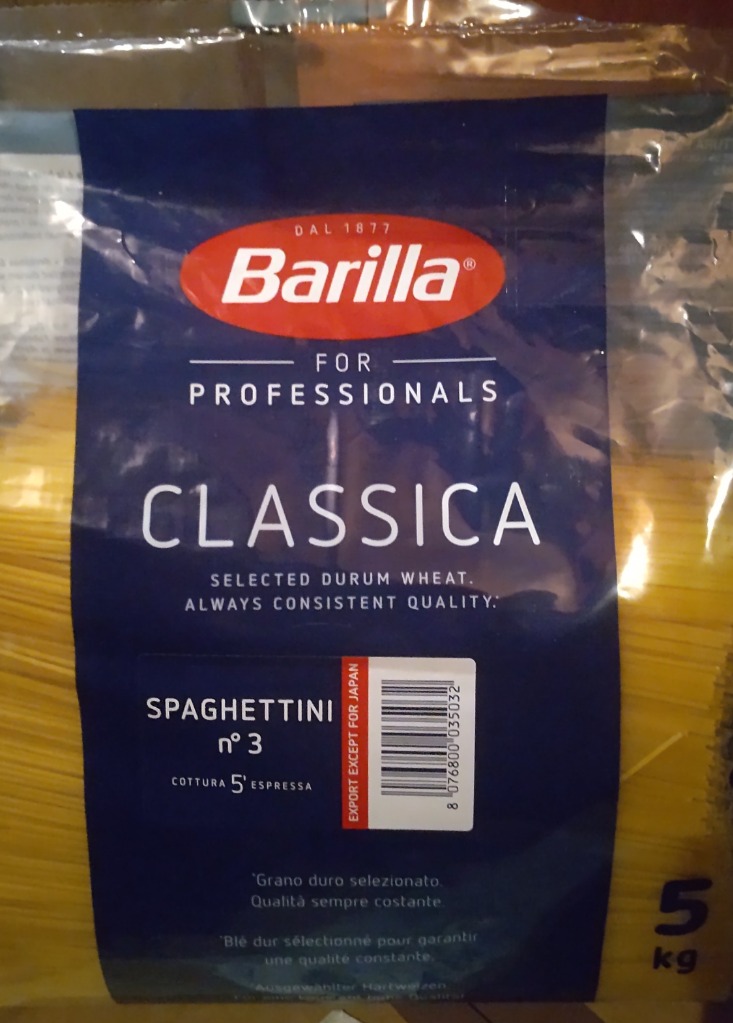 DAL 1877
Barilla®
FOR
PROFESSIONALS
CLASSICA
SELECTED DURUM WHEAT.
ALWAYS CONSISTENT QUALITY.*
SPAGHETTINI
n° 3
COTTURA 5' ESPRESSA
EXPORT EXCEPT FOR JAPAN
8 076800 035032
*Grano duro selezionato.
Qualità sempre costante.
*Blé dur sélectionné pour garantir
une qualité constante.
*Ausgewählter Hartweizen.
5
kg